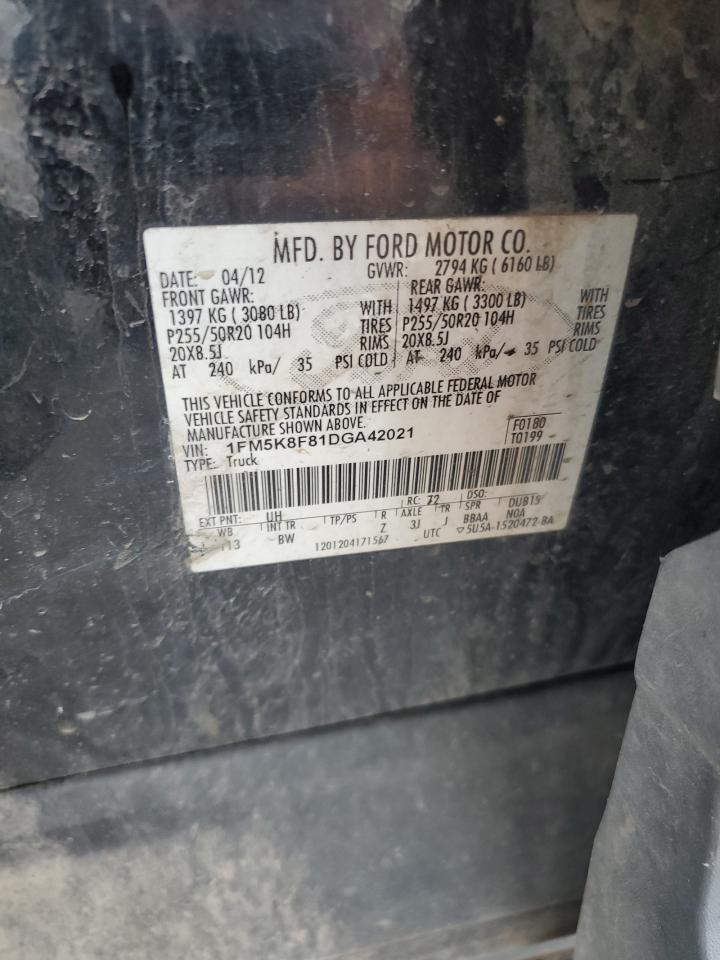 MFD. BY FORD MOTOR CO.
DATE: 04/12 GVWR: 2794 KG ( 6160 LB)
FRONT GAWR: REAR GAWR:
1397 KG ( 3080 LB) WITH 1497 KG ( 3300 LB) WITH
P255/50R20 104H TIRES P255/50R20 104H TIRES
20X8.5J RIMS 20X8.5J RIMS
AT 240 kPa/ 35 PSI COLD AT 240 kPa/ 35 PSI COLD
THIS VEHICLE CONFORMS TO ALL APPLICABLE FEDERAL MOTOR
VEHICLE SAFETY STANDARDS IN EFFECT ON THE DATE OF
MANUFACTURE SHOWN ABOVE.
VIN: 1FM5K8F81DGA42021 F0180
TYPE: Truck T0199
EXT PNT: UH RC: 72 DSO:
WB INT TR TP/PS R AXLE TR SPR DUB15
113 BW Z 3J J BBAA NOA
1201204171567 UTC ▽5U5A-1520472-BA